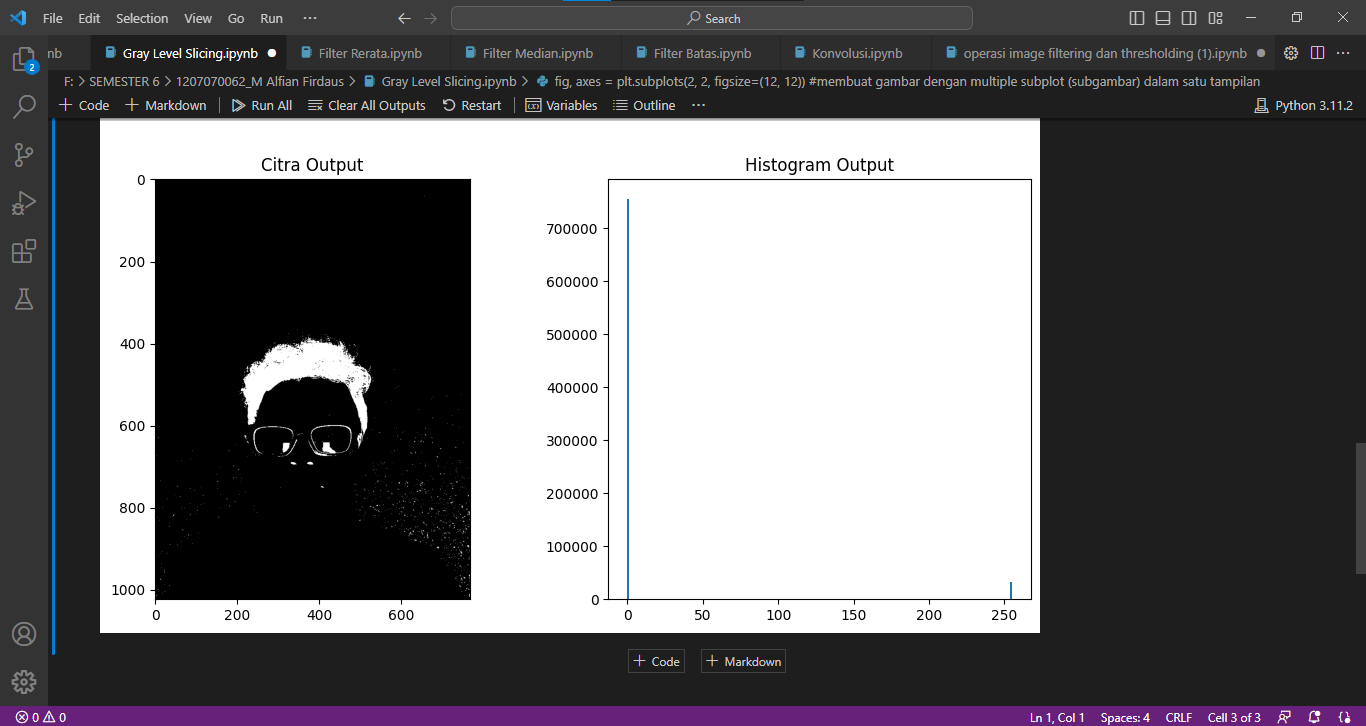 File Edit Selection View Go Run ··· Search
nb Gray Level Slicing.ipynb Filter Rerata.ipynb Filter Median.ipynb Filter Batas.ipynb Konvolusi.ipynb operasi image filtering dan thresholding (1).ipynb ···
F: > SEMESTER 6 > 1207070062_M Alfian Firdaus > Gray Level Slicing.ipynb > fig, axes = plt.subplots(2, 2, figsize=(12, 12)) #membuat gambar dengan multiple subplot (subgambar) dalam satu tampilan
+ Code + Markdown Run All Clear All Outputs Restart Variables Outline ··· Python 3.11.2
2
Citra Output
0
200
400
600
800
1000
0 200 400 600
Histogram Output
700000
600000
500000
400000
300000
200000
100000
0
0 50 100 150 200 250
+ Code + Markdown
0 0 Ln 1, Col 1 Spaces: 4 CRLF Cell 3 of 3